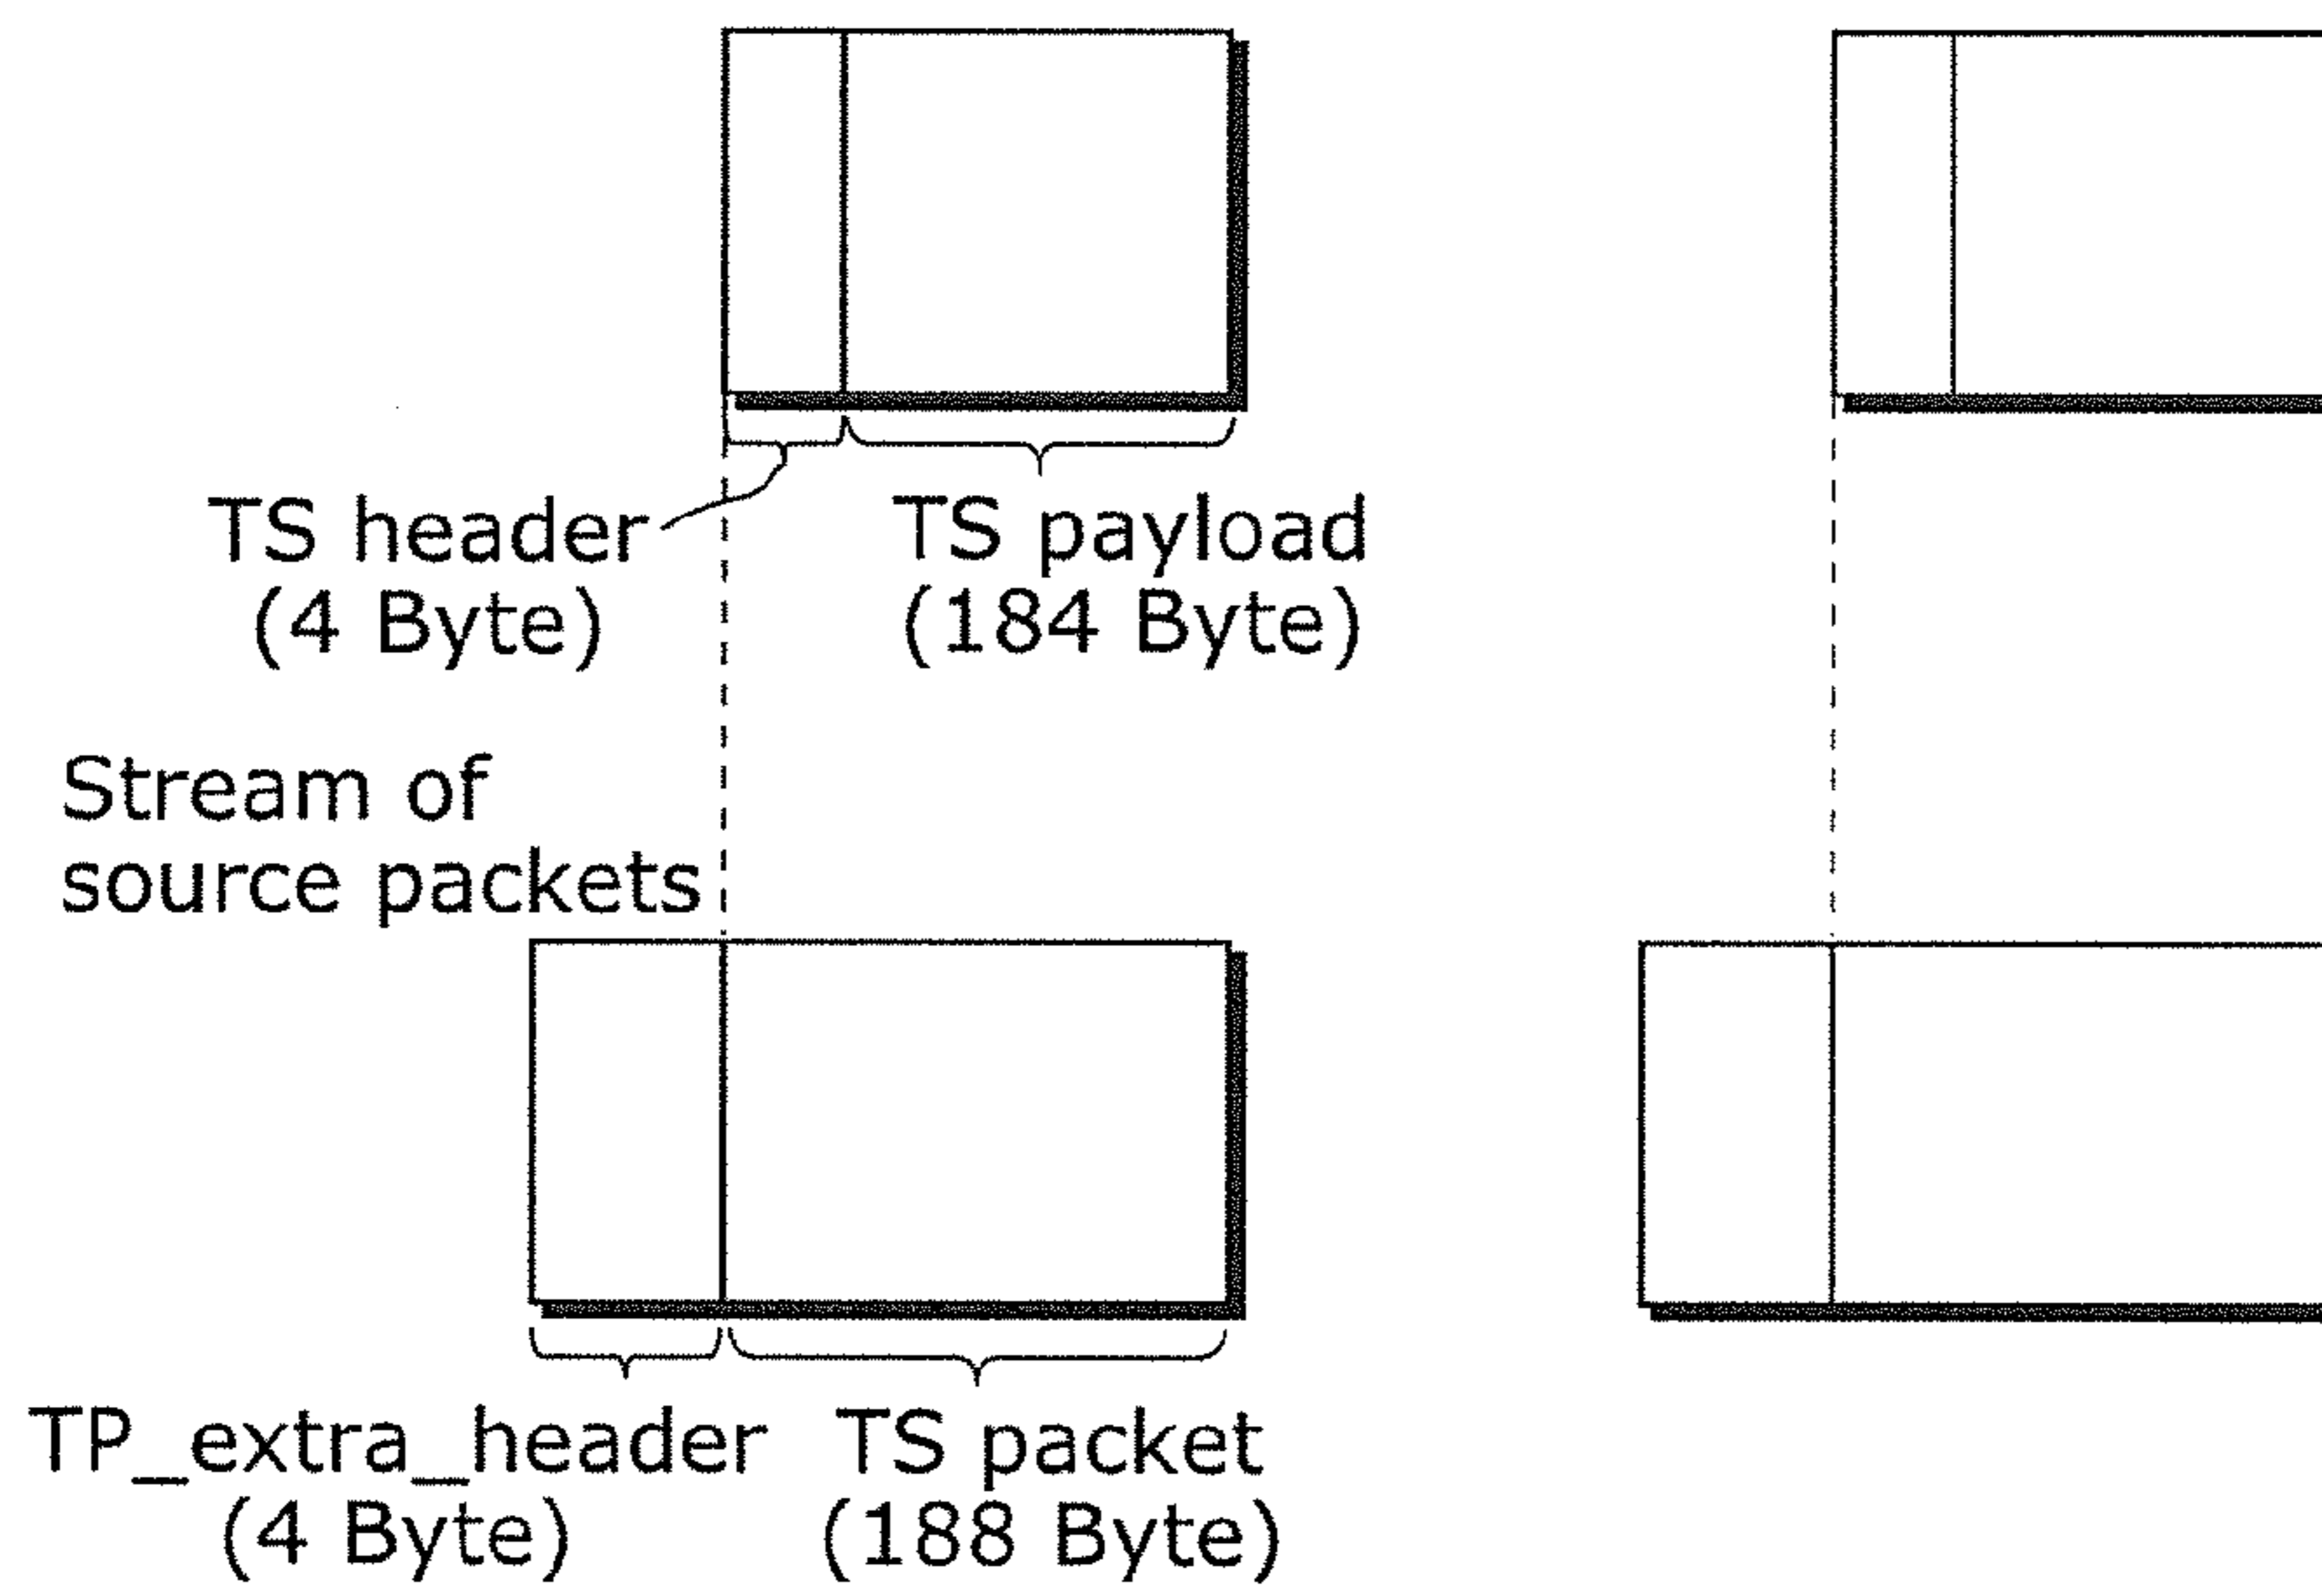 TS header
(4 Byte)
TS payload
(184 Byte)
Stream of
source packets
TP_extra_header
(4 Byte)
TS packet
(188 Byte)